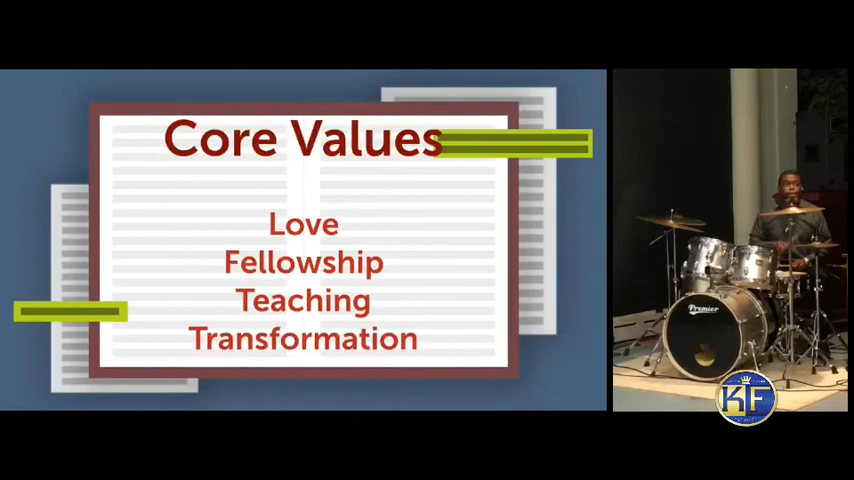 Core Values
Love
Fellowship
Teaching
Transformation
Premier
KF